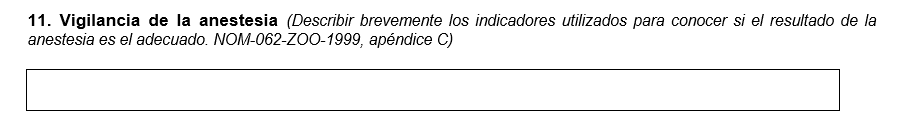 11. Vigilancia de la anestesia (Describir brevemente los indicadores utilizados para conocer si el resultado de la
anestesia es el adecuado. NOM-062-ZOO-1999, apéndice C)